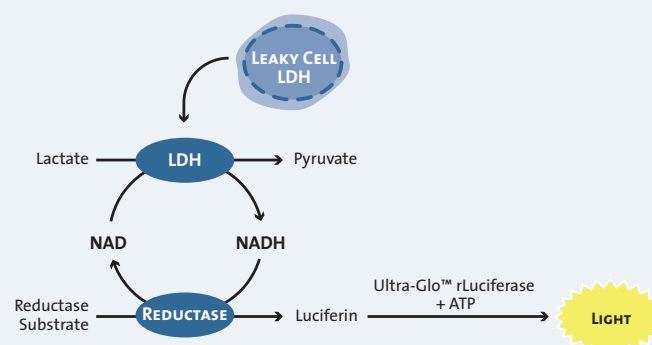 LEAKY CELL
LDH
Lactate
LDH
Pyruvate
NAD
NADH
Reductase
Substrate
REDUCTASE
Luciferin
Ultra-Glo™ rLuciferase
+ ATP
LIGHT